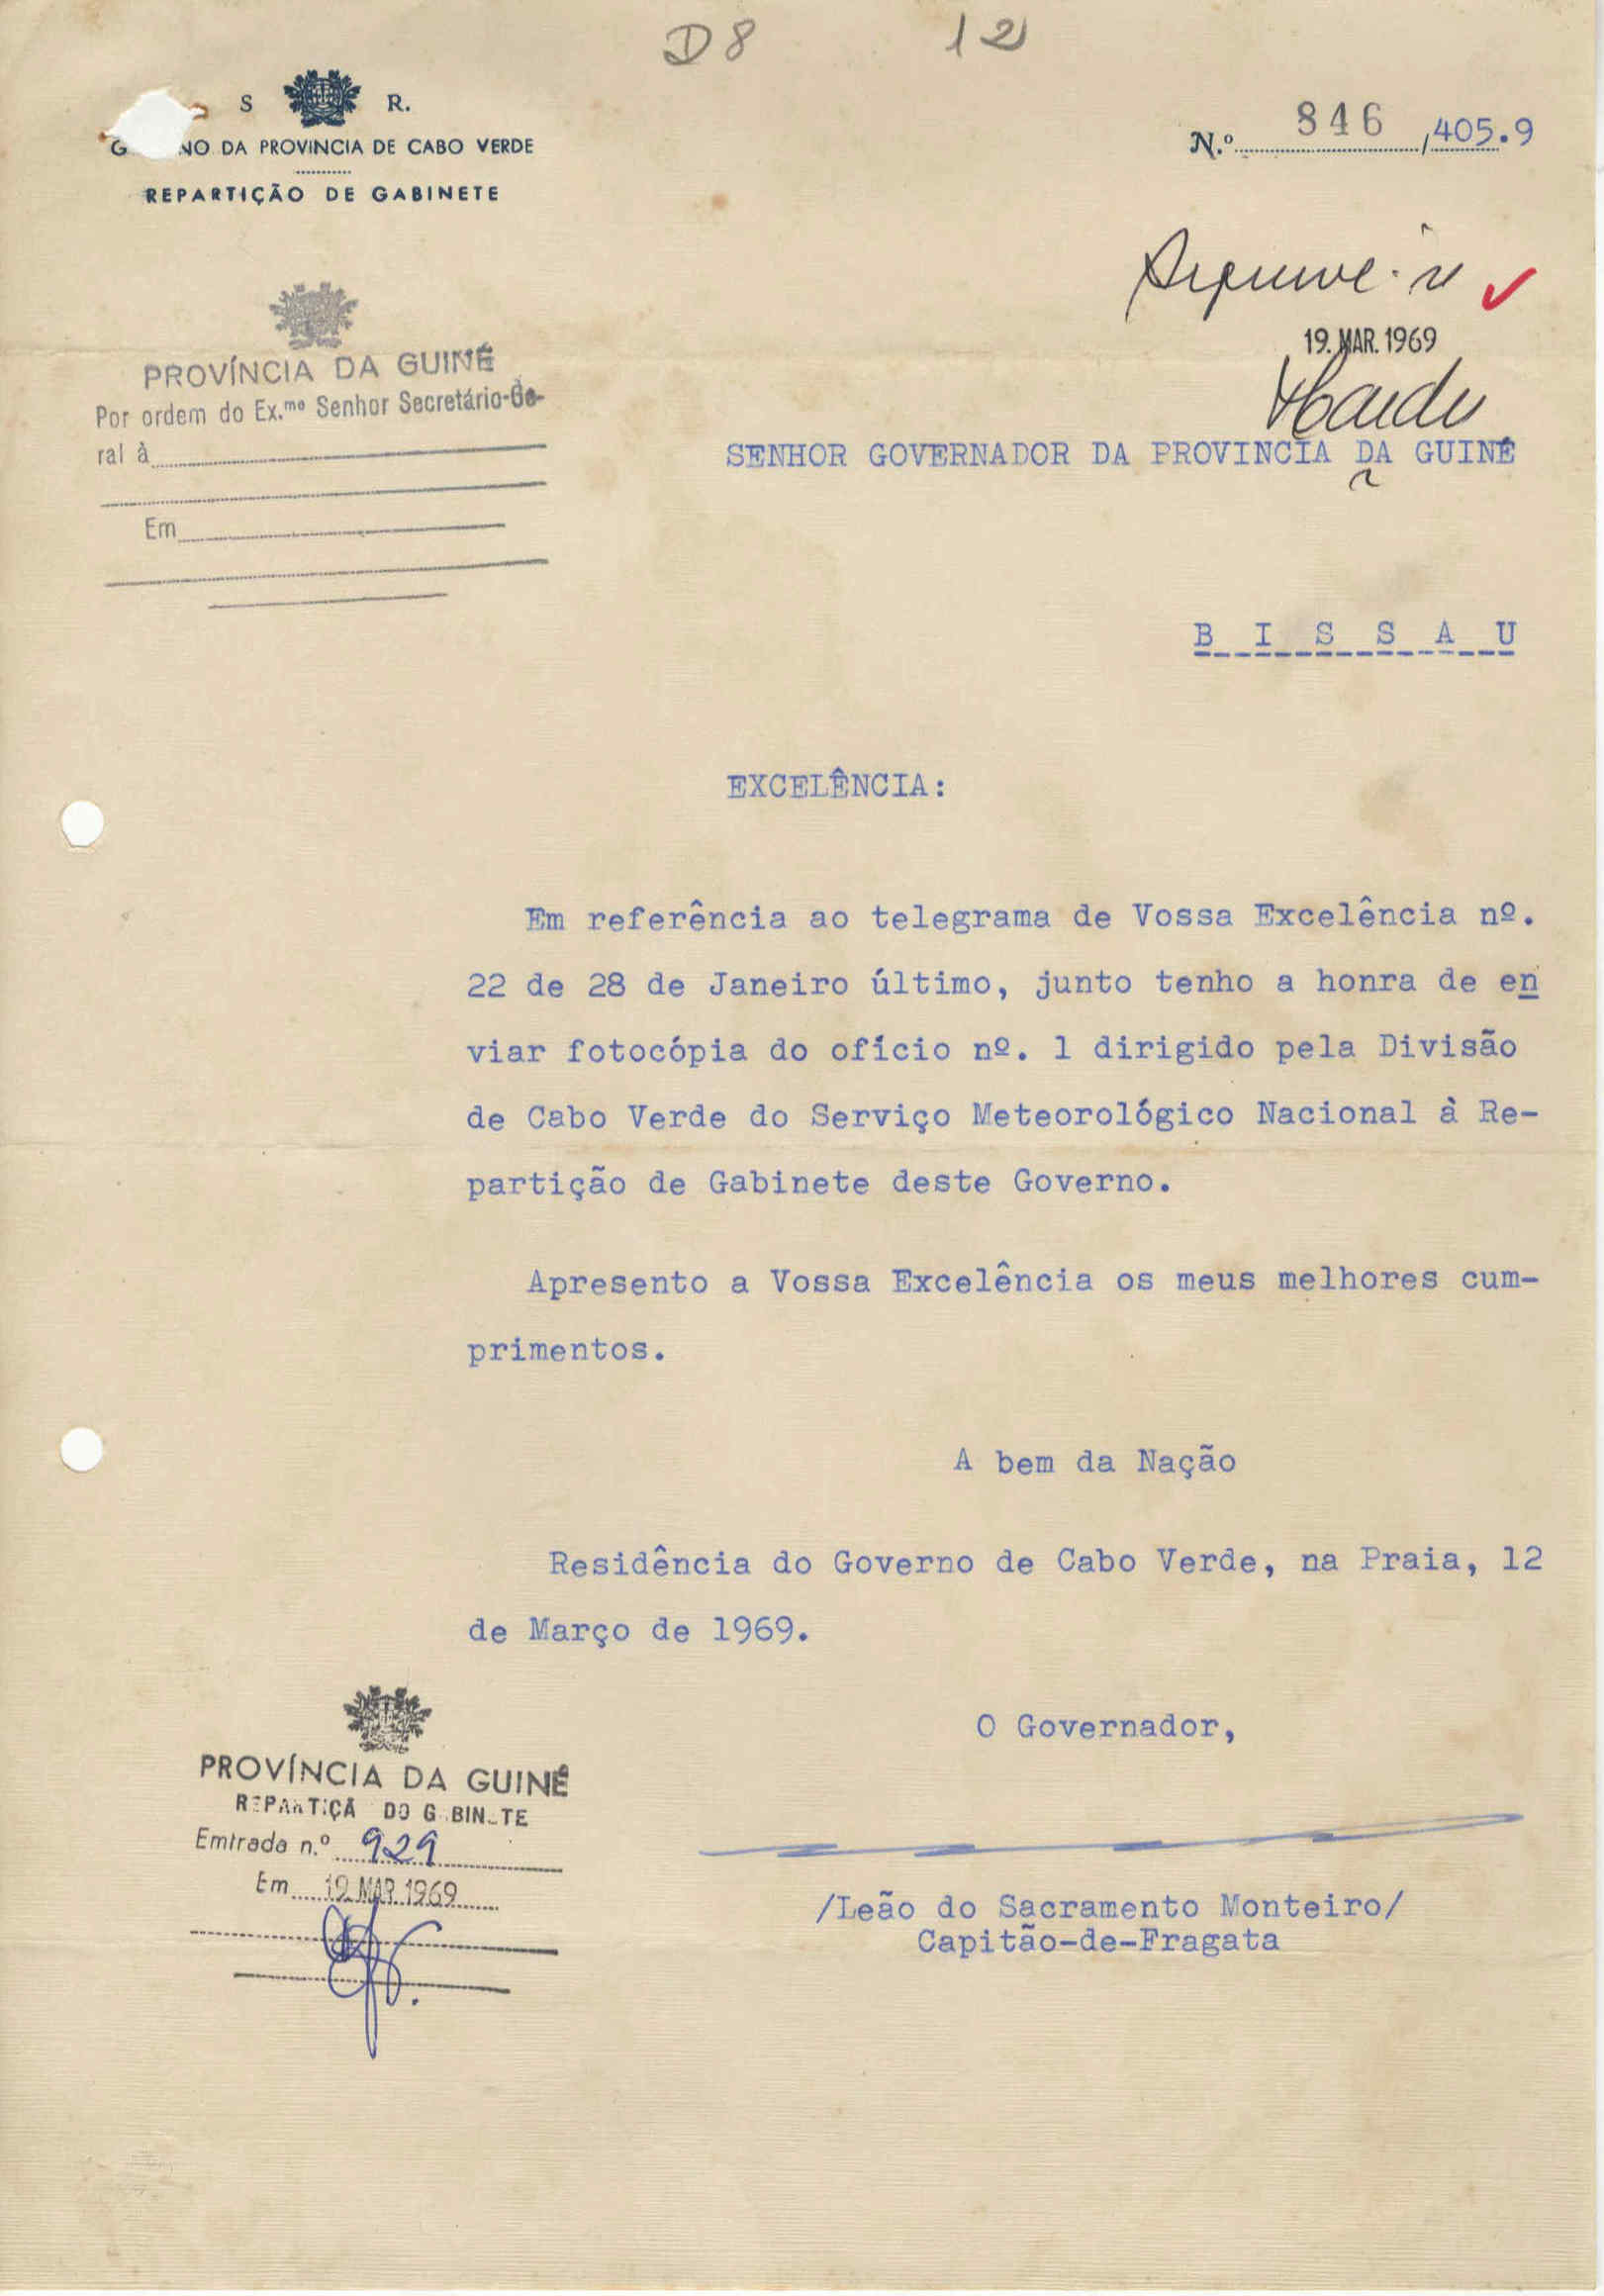 D8 12
S R.
NO DA PROVINCIA DE CABO VERDE
REPARTIÇÃO DE GABINETE
N.º 846 /405.9
Arquive-se
19. MAR. 1969
PROVÍNCIA DA GUINÉ
Por ordem do Ex.mo Senhor Secretário-Ge-
ral à
Em
SENHOR GOVERNADOR DA PROVINCIA DA GUINÉ
B I S S A U
EXCELÊNCIA:
Em referência ao telegrama de Vossa Excelência nº.
22 de 28 de Janeiro último, junto tenho a honra de en
viar fotocópia do ofício nº. 1 dirigido pela Divisão
de Cabo Verde do Serviço Meteorológico Nacional à Re-
partição de Gabinete deste Governo.
Apresento a Vossa Excelência os meus melhores cum-
primentos.
A bem da Nação
Residência do Governo de Cabo Verde, na Praia, 12
de Março de 1969.
O Governador,
/Leão do Sacramento Monteiro/
Capitão-de-Fragata
PROVÍNCIA DA GUINÉ
REPARTIÇÃ DO G BIN TE
Entrada n.º 929
Em 19 MAR. 1969